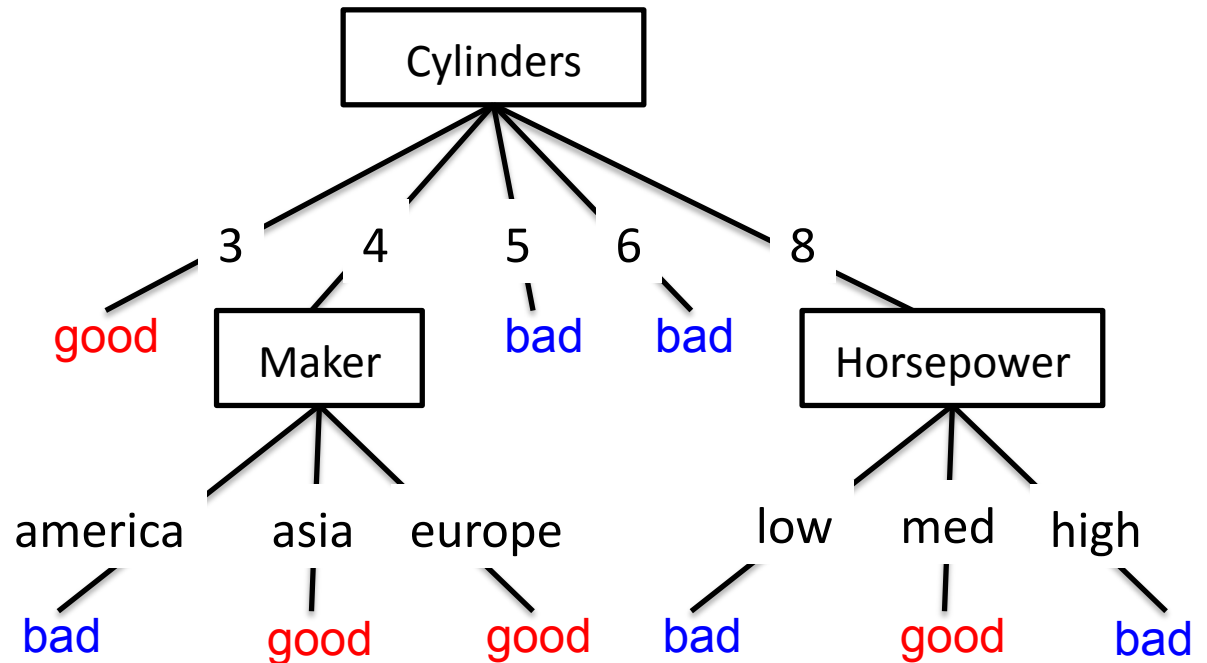 Cylinders
3 4 5 6 8
good Maker bad bad Horsepower
america asia europe low med high
bad good good bad good bad